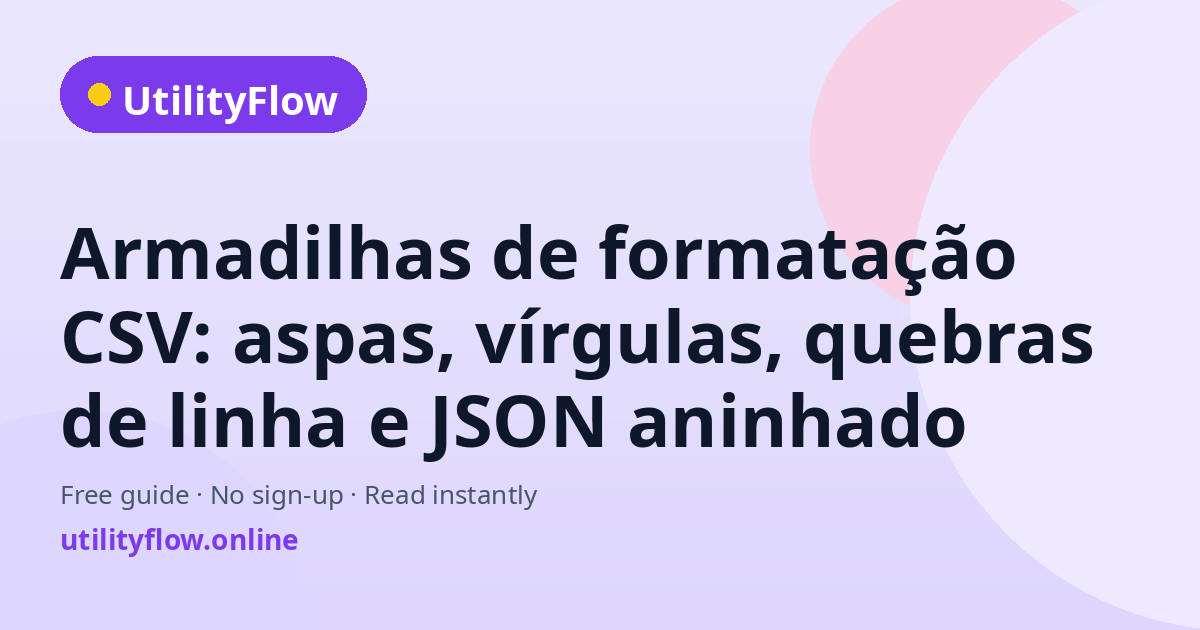 UtilityFlow
Armadilhas de formatação
CSV: aspas, vírgulas, quebras
de linha e JSON aninhado
Free guide · No sign-up · Read instantly
utilityflow.online